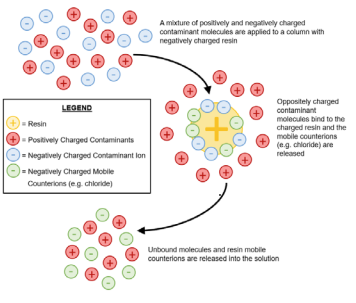 A mixture of positively and negatively charged
contaminant molecules are applied to a column with
negatively charged resin
Oppositely charged
contaminant
molecules bind to the
charged resin and the
mobile counterions
(e.g. chloride) are
released
LEGEND
= Resin
= Positively Charged Contaminants
= Negatively Charged Contaminant Ion
= Negatively Charged Mobile
Counterions (e.g. chloride)
Unbound molecules and resin mobile
counterions are released into the solution